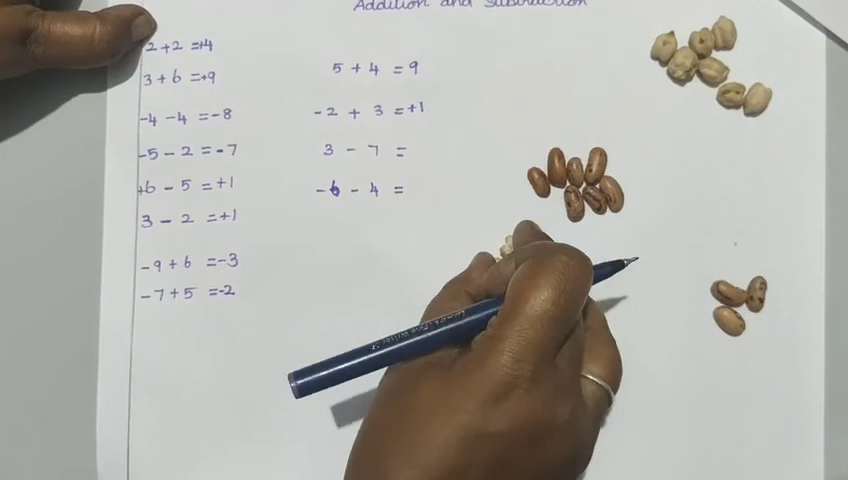 Addition and Subtraction
2 + 2 = +4
3 + 6 = +9
-4 - 4 = -8
-5 - 2 = -7
+6 - 5 = +1
3 - 2 = +1
-9 + 6 = -3
-7 + 5 = -2
5 + 4 = 9
-2 + 3 = +1
3 - 7 =
-6 - 4 =